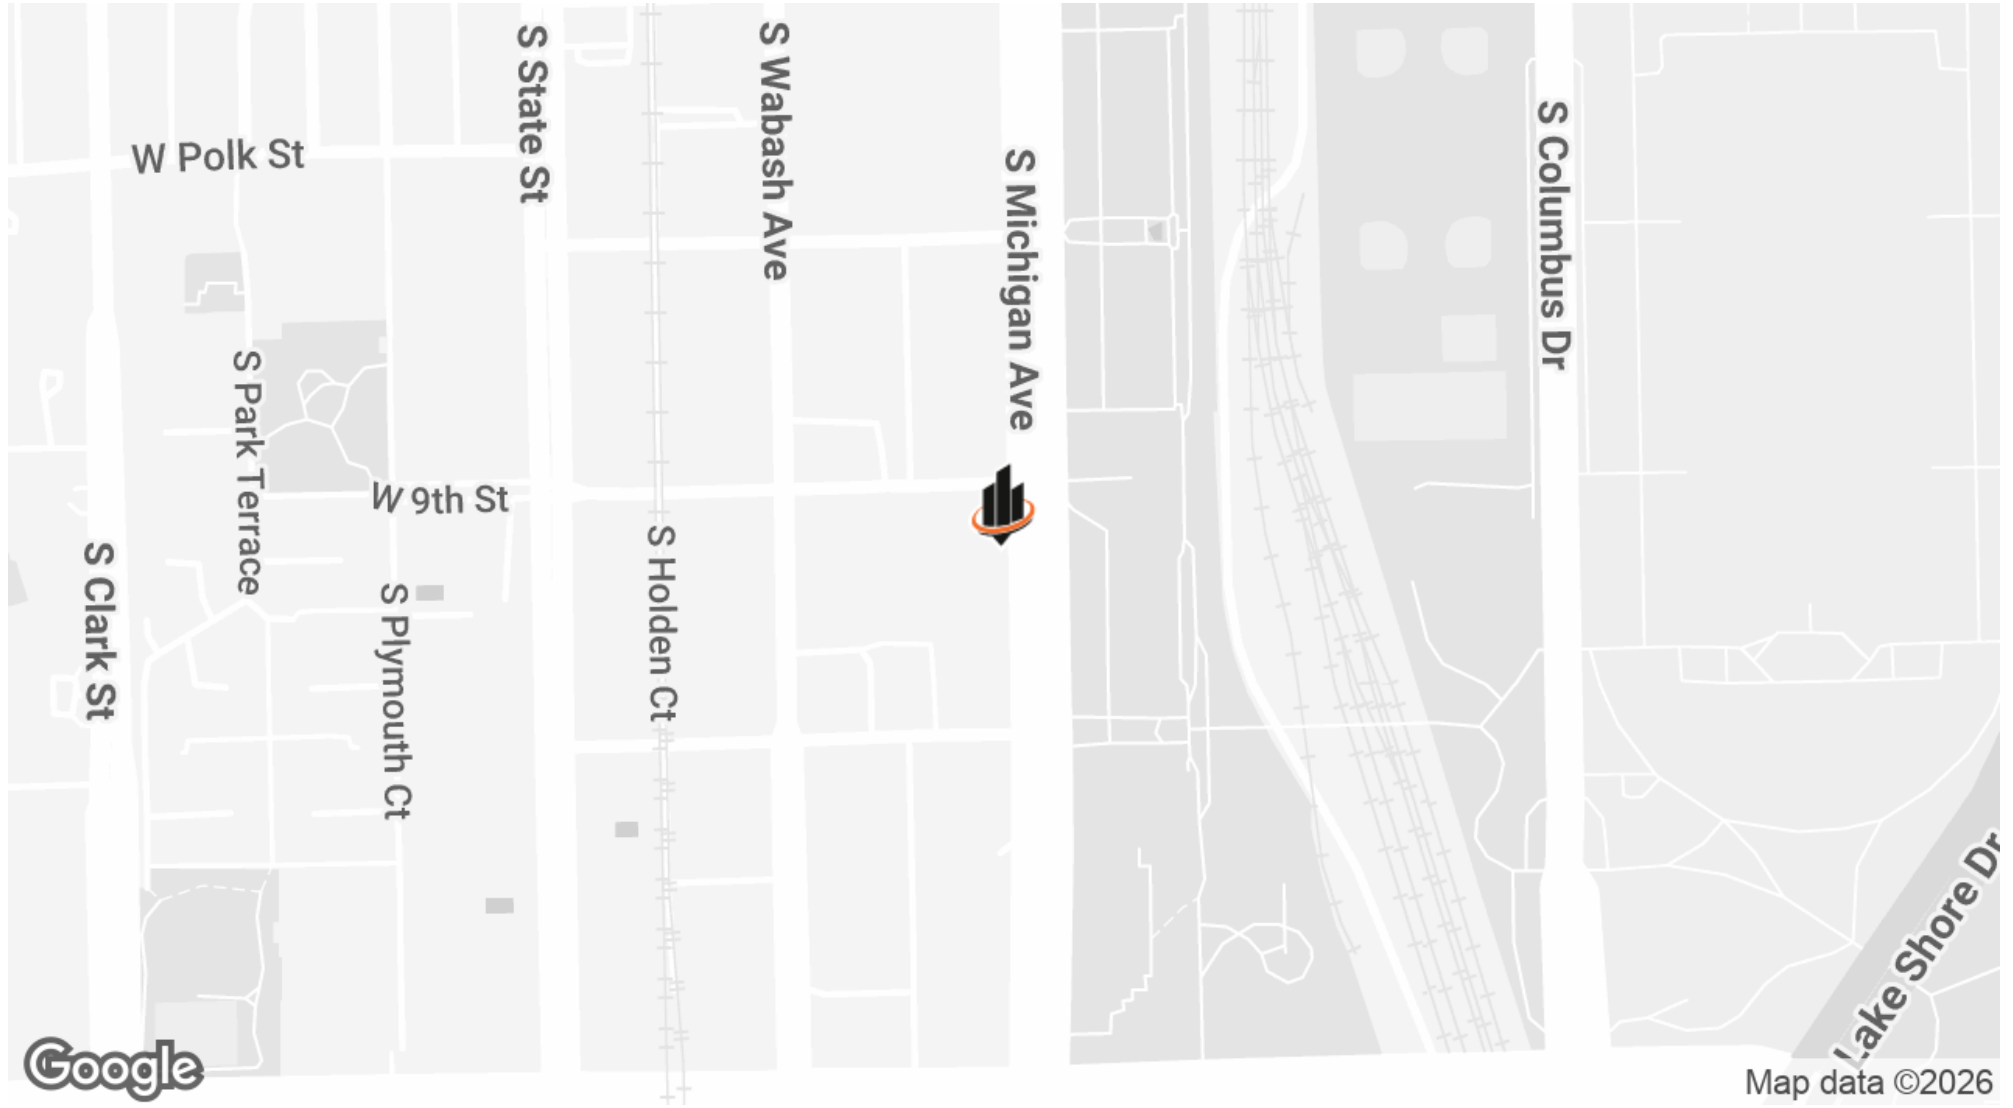 S State St
S Wabash Ave
S Columbus Dr
W Polk St
S Michigan Ave
S Park Terrace
W 9th St
S Holden Ct
S Clark St
S Plymouth Ct
Lake Shore Dr
Google
Map data ©2026